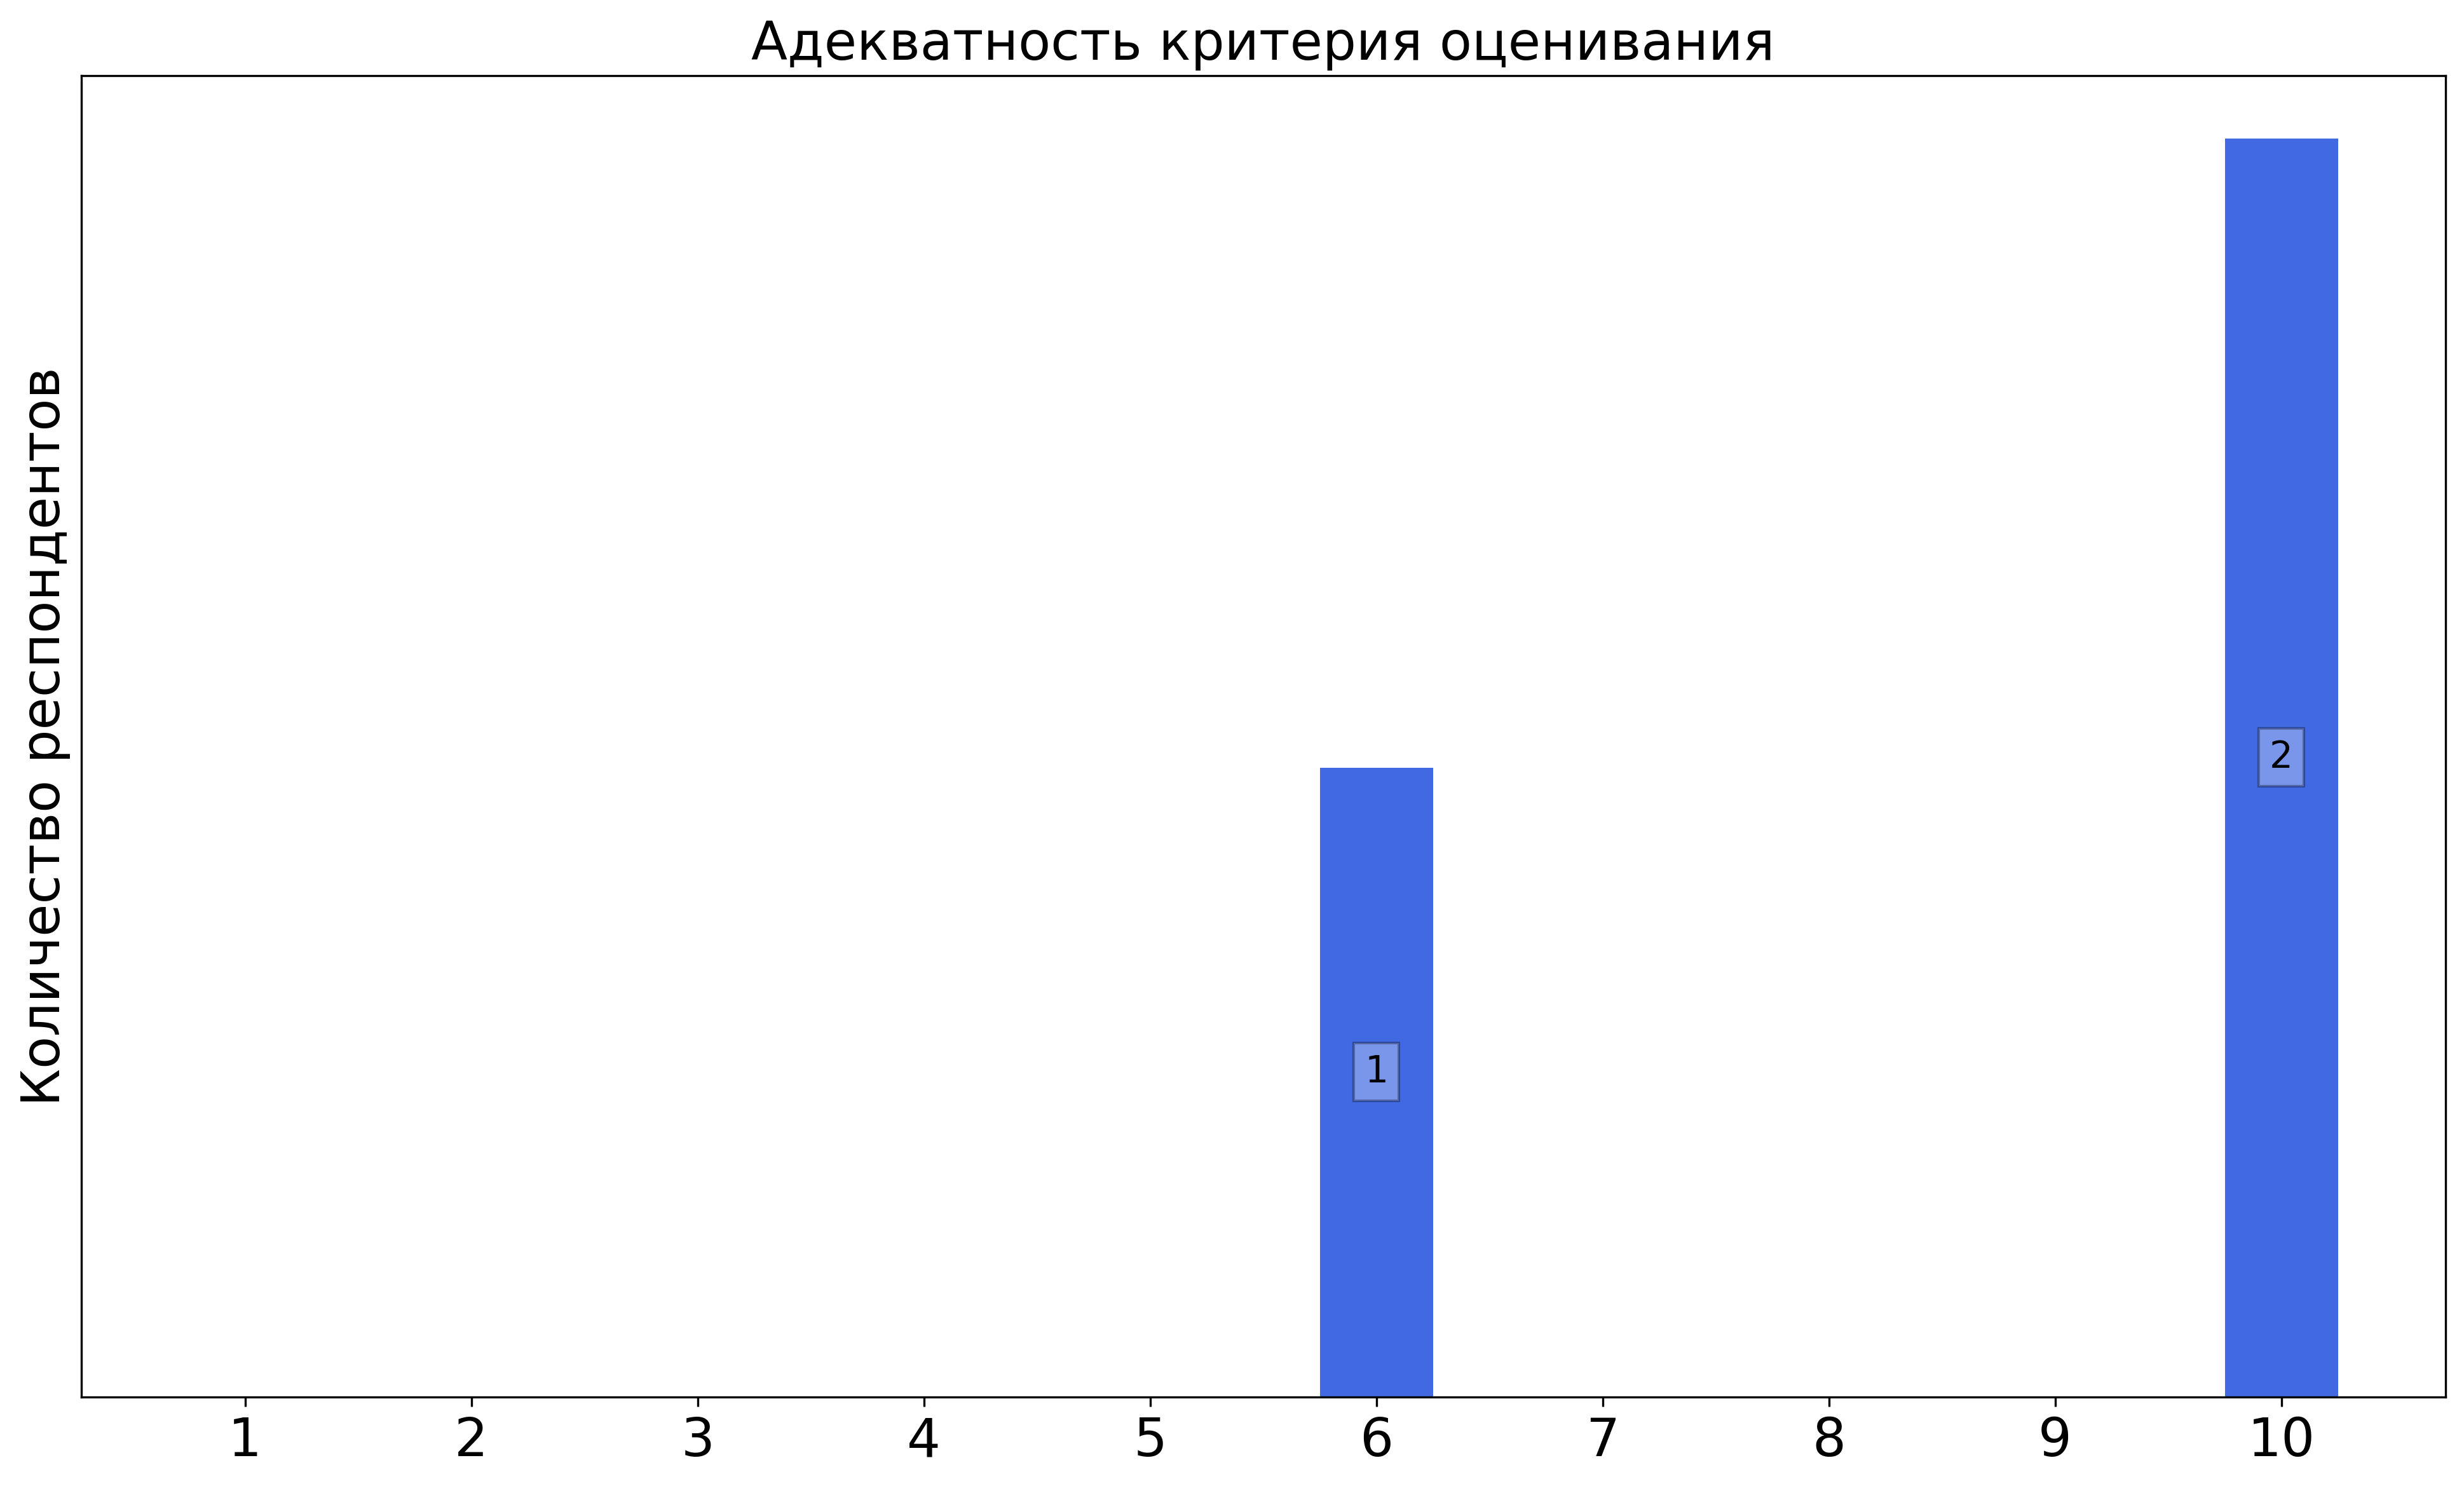 Адекватность критерия оценивания
Количество респондентов
2
1
1 2 3 4 5 6 7 8 9 10